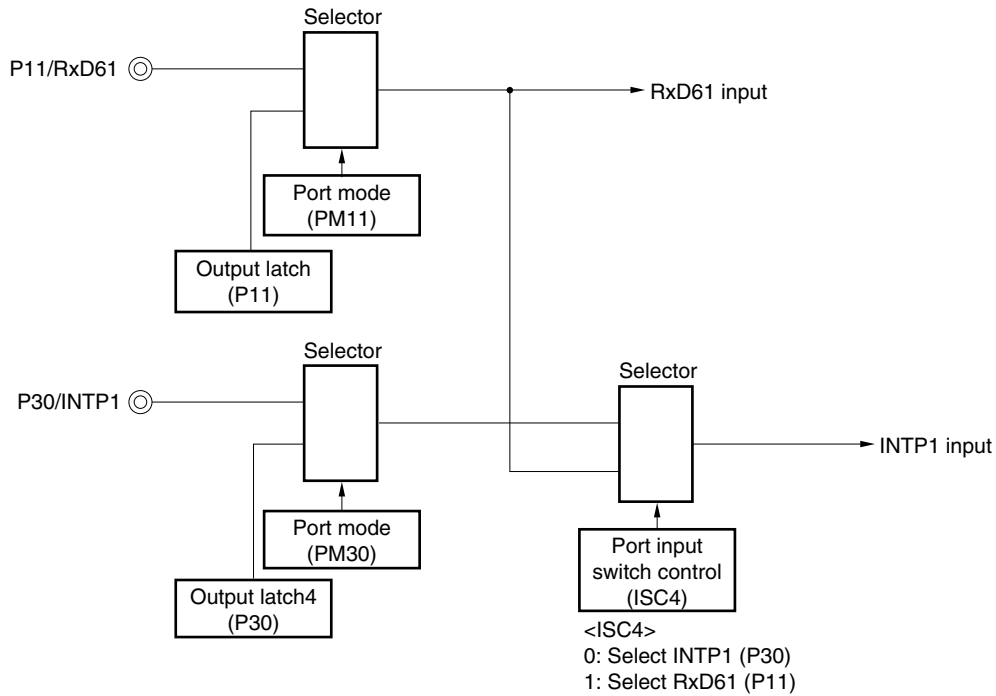 Selector
P11/RxD61
RxD61 input
Port mode
(PM11)
Output latch
(P11)
Selector
Selector
P30/INTP1
INTP1 input
Port mode
(PM30)
Port input
switch control
(ISC4)
Output latch4
(P30)
<ISC4>
0: Select INTP1 (P30)
1: Select RxD61 (P11)